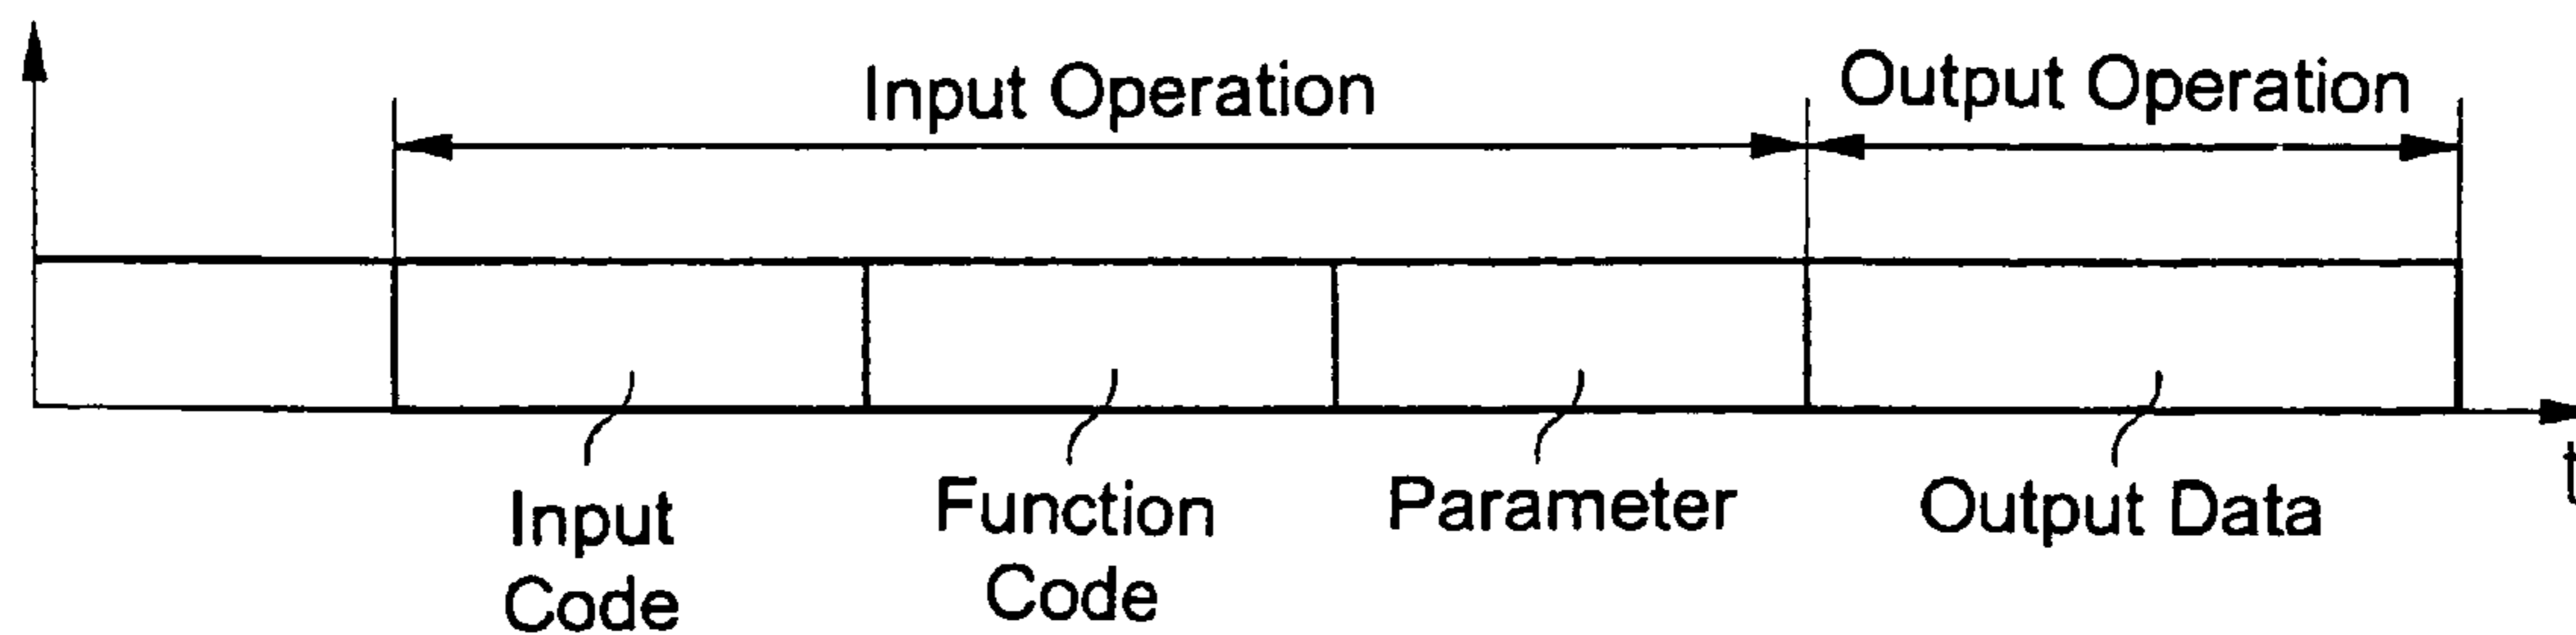 Input Operation
Output Operation
Input
Code
Function
Code
Parameter
Output Data
t